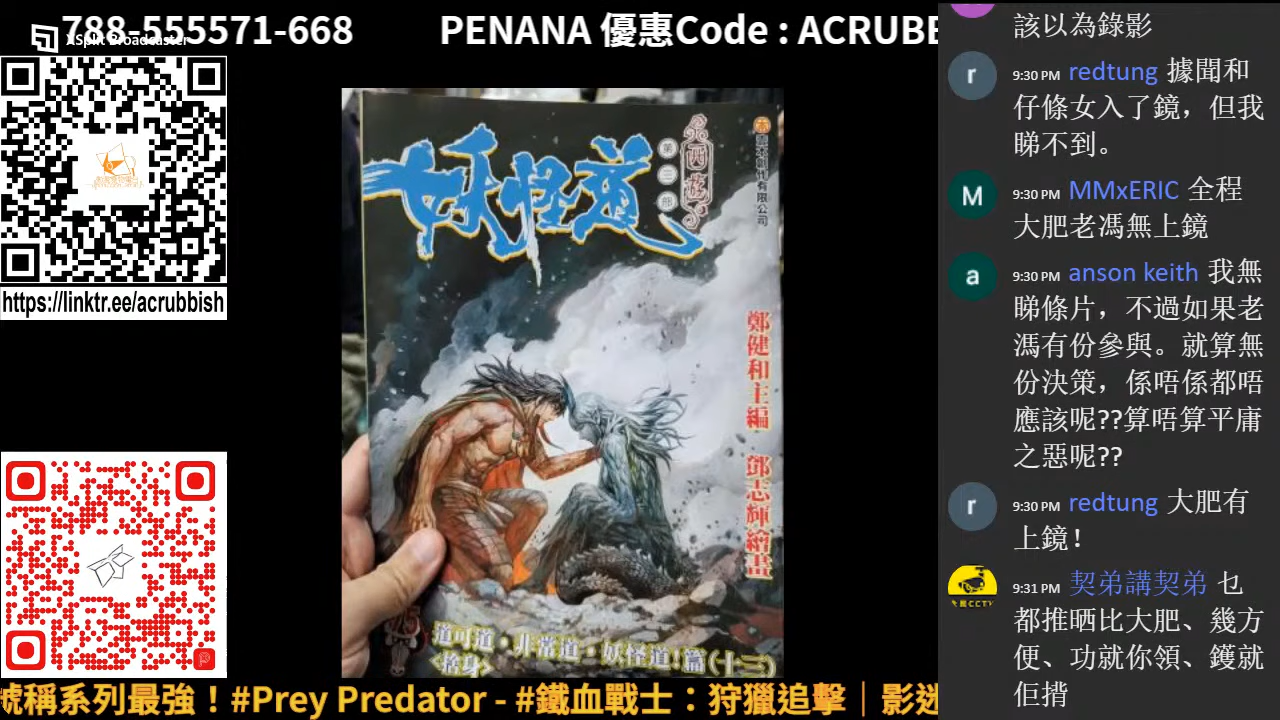 788-555571-668 PENANA 優惠Code : ACRUBB
XSplit Broadcaster
https://linktr.ee/acrubbish
妖怪道
第三部
西遊
鄭健和主編
鄧志輝繪畫
道可道・非常道・妖怪道!篇(十三)
<捨身>
號稱系列最強！#Prey Predator - #鐵血戰士：狩獵追擊｜影迷
該以為錄影
9:30 PM redtung 據聞和
仔條女入了鏡，但我
睇不到。
M
9:30 PM MMxERIC 全程
大肥老馮無上鏡
a
9:30 PM anson keith 我無
睇條片，不過如果老
馮有份參與。就算無
份決策，係唔係都唔
應該呢??算唔算平庸
之惡呢??
r
9:30 PM redtung 大肥有
上鏡！
9:31 PM 契弟講契弟 乜
都推晒比大肥、幾方
便、功就你領、鑊就
佢揹